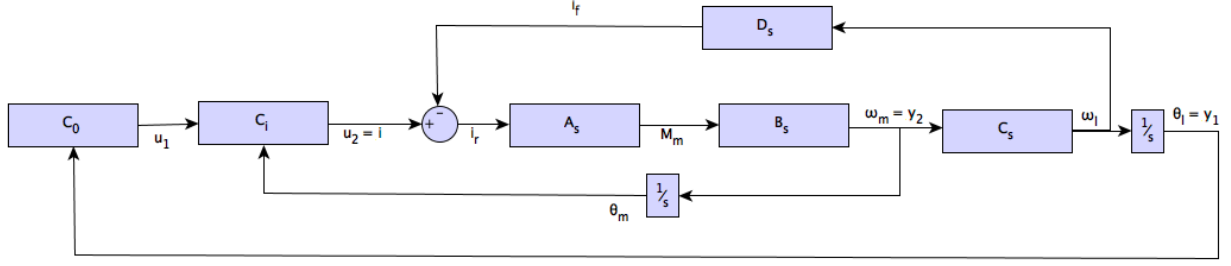 i_f
D_s
C_0
u_1
C_i
u_2 = i
+
−
i_r
A_s
M_m
B_s
ω_m = y_2
C_s
ω_l
1/s
θ_l = y_1
1/s
θ_m